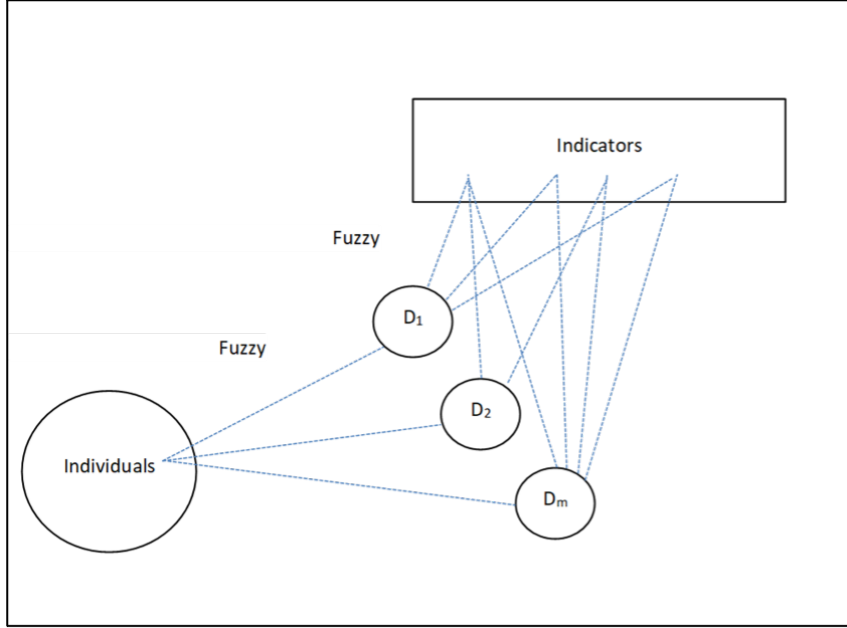 Indicators
Fuzzy
D₁
Fuzzy
D₂
Individuals
Dₘ